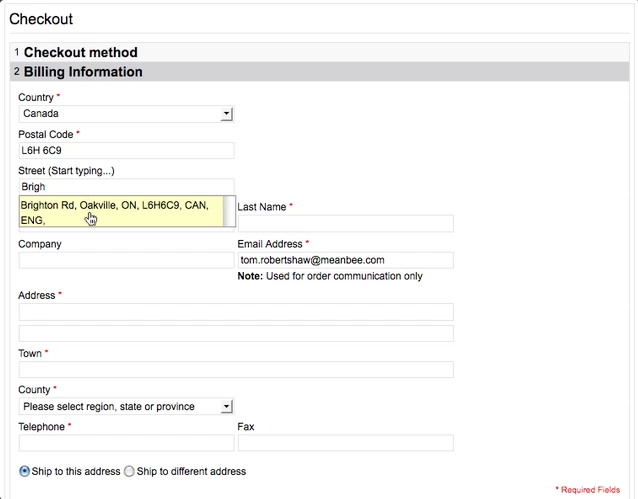 Checkout
1 Checkout method
2 Billing Information
Country *
Canada
Postal Code *
L6H 6C9
Street (Start typing...)
Brigh
Brighton Rd, Oakville, ON, L6H6C9, CAN,
ENG,
Last Name *
Company Email Address *
tom.robertshaw@meanbee.com
Note: Used for order communication only
Address *
Town *
County *
Please select region, state or province
Telephone * Fax
Ship to this address Ship to different address
* Required Fields